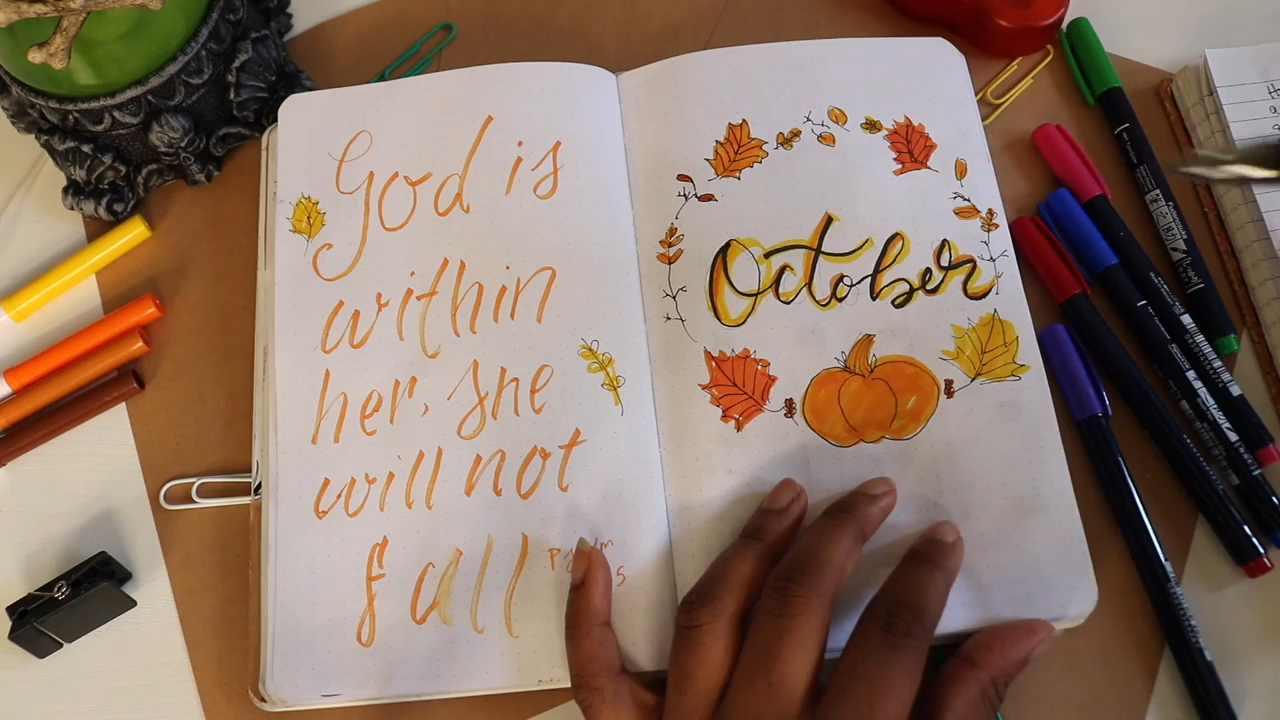 God is
within
her, she
will not
fall
October